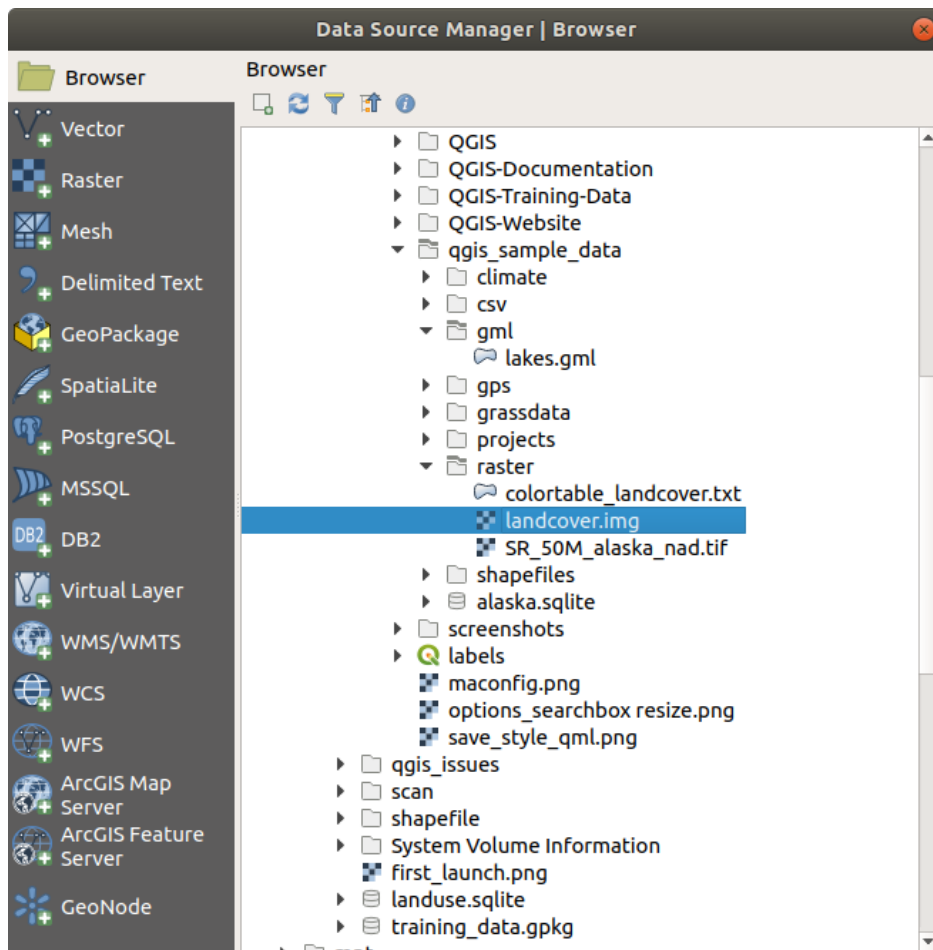 Data Source Manager | Browser
Browser
Vector
Raster
Mesh
Delimited Text
GeoPackage
SpatiaLite
PostgreSQL
MSSQL
DB2
DB2
Virtual Layer
WMS/WMTS
WCS
WFS
ArcGIS Map
Server
ArcGIS Feature
Server
GeoNode
Browser
QGIS
QGIS-Documentation
QGIS-Training-Data
QGIS-Website
qgis_sample_data
climate
csv
gml
lakes.gml
gps
grassdata
projects
raster
colortable_landcover.txt
landcover.img
SR_50M_alaska_nad.tif
shapefiles
alaska.sqlite
screenshots
labels
maconfig.png
options_searchbox resize.png
save_style_qml.png
qgis_issues
scan
shapefile
System Volume Information
first_launch.png
landuse.sqlite
training_data.gpkg